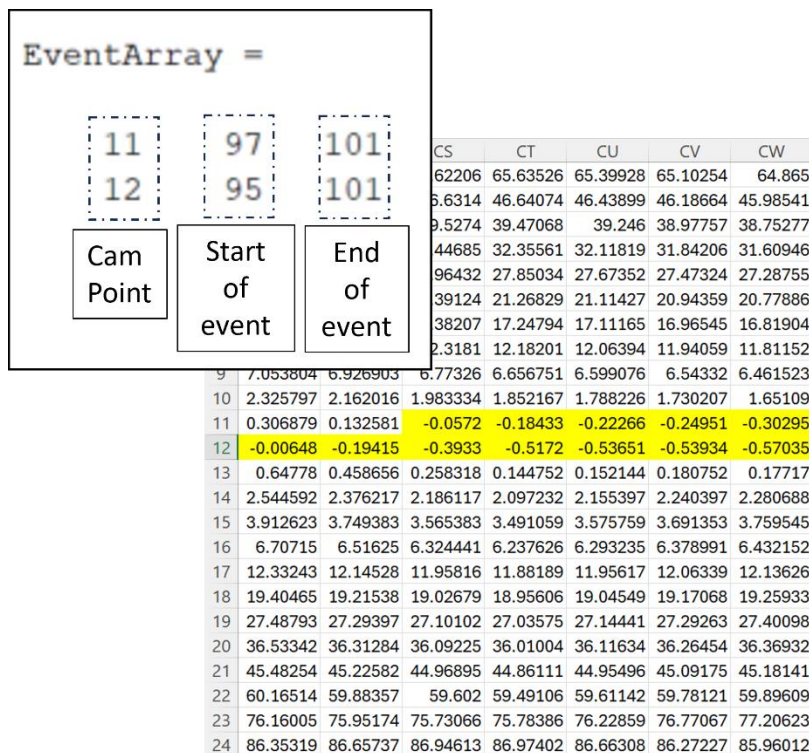 EventArray =
11 97 101
12 95 101
Cam
Point
Start
of
event
End
of
event
CS CT CU CV CW
.62206 65.63526 65.39928 65.10254 64.865
6.6314 46.64074 46.43899 46.18664 45.98541
9.5274 39.47068 39.246 38.97757 38.75277
.44685 32.35561 32.11819 31.84206 31.60946
.96432 27.85034 27.67352 27.47324 27.28755
.39124 21.26829 21.11427 20.94359 20.77886
.38207 17.24794 17.11165 16.96545 16.81904
2.3181 12.18201 12.06394 11.94059 11.81152
9 7.053804 6.926903 6.77326 6.656751 6.599076 6.54332 6.461523
10 2.325797 2.162016 1.983334 1.852167 1.788226 1.730207 1.65109
11 0.306879 0.132581 -0.0572 -0.18433 -0.22266 -0.24951 -0.30295
12 -0.00648 -0.19415 -0.3933 -0.5172 -0.53651 -0.53934 -0.57035
13 0.64778 0.458656 0.258318 0.144752 0.152144 0.180752 0.17717
14 2.544592 2.376217 2.186117 2.097232 2.155397 2.240397 2.280688
15 3.912623 3.749383 3.565383 3.491059 3.575759 3.691353 3.759545
16 6.70715 6.51625 6.324441 6.237626 6.293235 6.378991 6.432152
17 12.33243 12.14528 11.95816 11.88189 11.95617 12.06339 12.13626
18 19.40465 19.21538 19.02679 18.95606 19.04549 19.17068 19.25933
19 27.48793 27.29397 27.10102 27.03575 27.14441 27.29263 27.40098
20 36.53342 36.31284 36.09225 36.01004 36.11634 36.26454 36.36932
21 45.48254 45.22582 44.96895 44.86111 44.95496 45.09175 45.18141
22 60.16514 59.88357 59.602 59.49106 59.61142 59.78121 59.89609
23 76.16005 75.95174 75.73066 75.78386 76.22859 76.77067 77.20623
24 86.35319 86.65737 86.94613 86.97402 86.66308 86.27227 85.96012